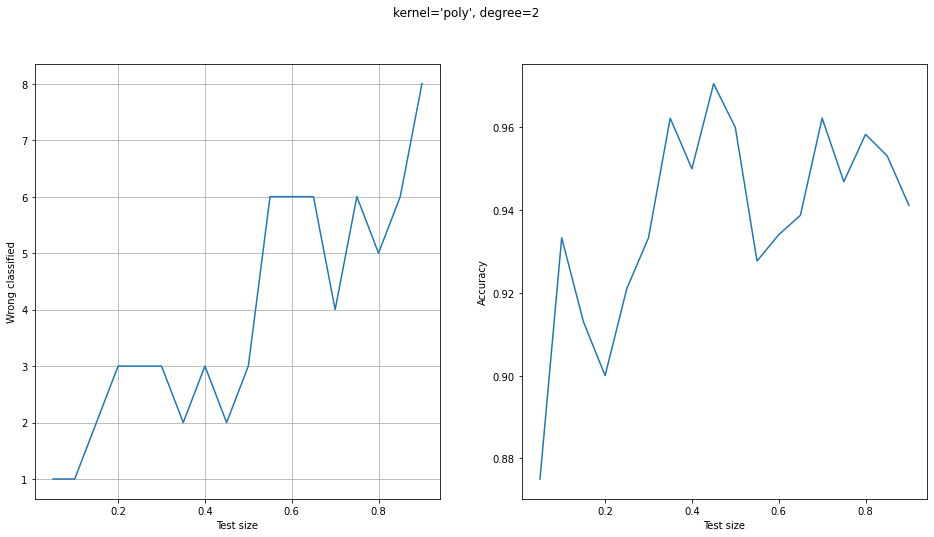 kernel='poly', degree=2
8
7
6
5
4
3
2
1
Wrong classified
0.2 0.4 0.6 0.8
Test size
0.96
0.94
0.92
0.90
0.88
Accuracy
0.2 0.4 0.6 0.8
Test size